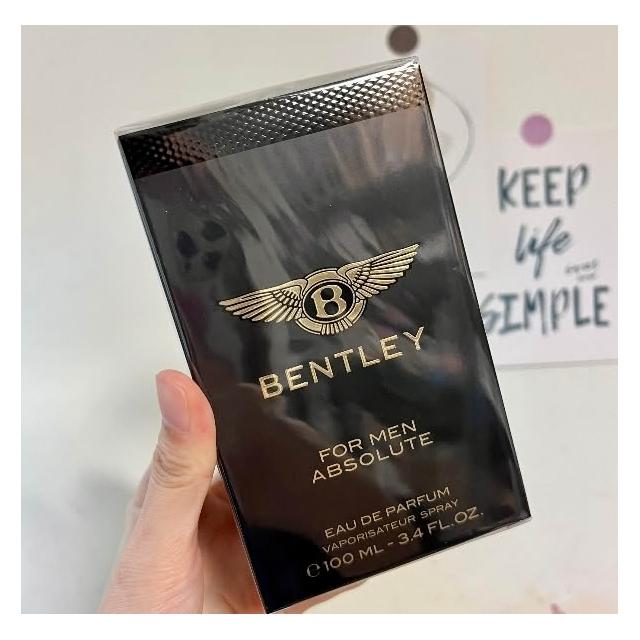 B
BENTLEY
FOR MEN
ABSOLUTE
EAU DE PARFUM
VAPORISATEUR SPRAY
℮100 ML - 3.4 FL.OZ.
KEEP
life
SIMPLE